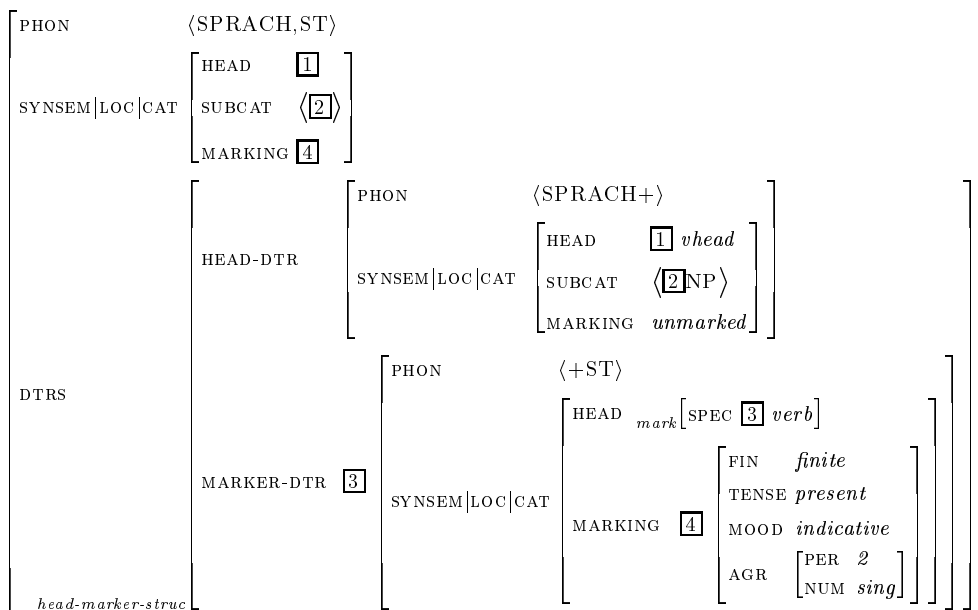 PHON ⟨SPRACH,ST⟩
HEAD 1
SYNSEM|LOC|CAT SUBCAT ⟨2⟩
MARKING 4
PHON ⟨SPRACH+⟩
HEAD-DTR HEAD 1 vhead
SYNSEM|LOC|CAT SUBCAT ⟨2NP⟩
MARKING unmarked
PHON ⟨+ST⟩
DTRS
HEAD mark[SPEC 3 verb]
FIN finite
MARKER-DTR 3 SYNSEM|LOC|CAT TENSE present
MARKING 4 MOOD indicative
AGR PER 2
NUM sing
head-marker-struc